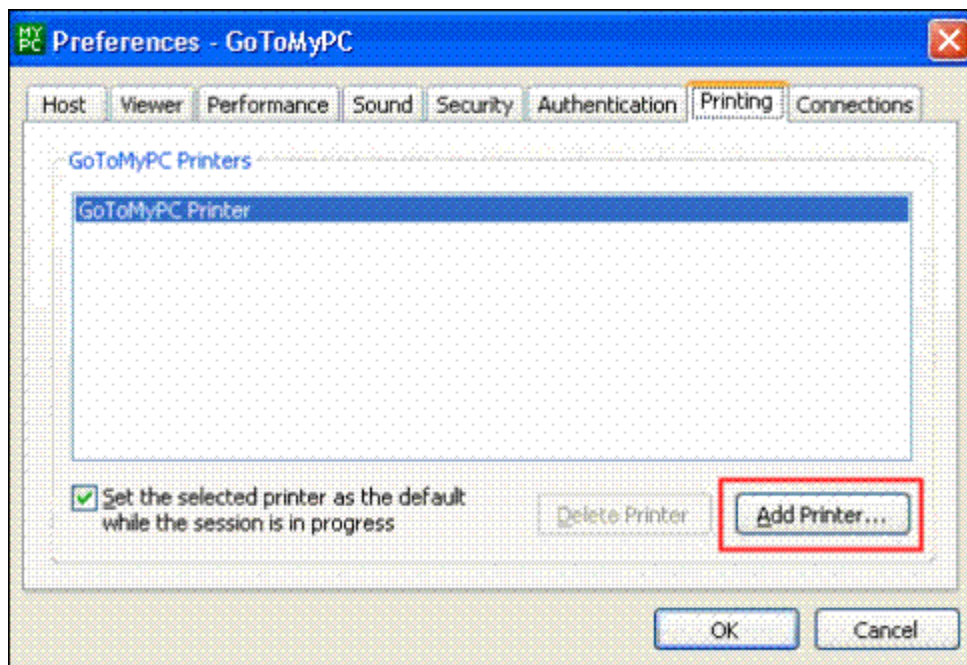 MY PC Preferences - GoToMyPC
Host Viewer Performance Sound Security Authentication Printing Connections
GoToMyPC Printers
GoToMyPC Printer
Set the selected printer as the default
while the session is in progress
Delete Printer
Add Printer...
OK
Cancel